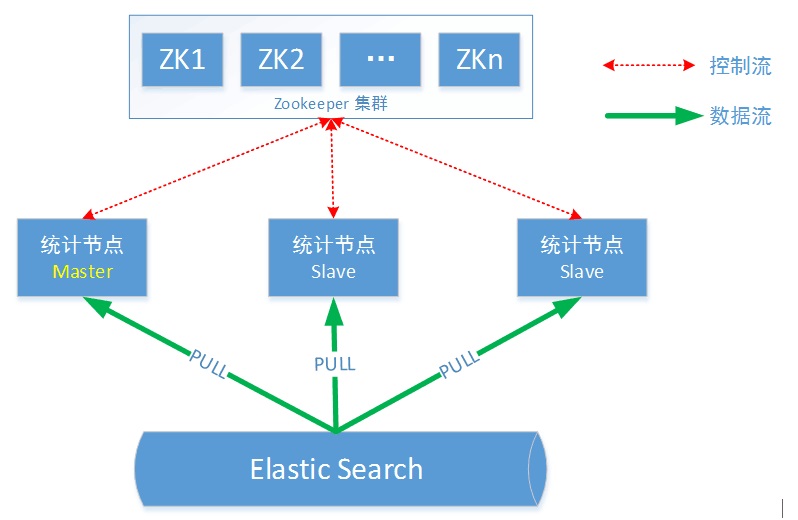 ZK1
ZK2
...
ZKn
Zookeeper 集群
控制流
数据流
统计节点
Master
统计节点
Slave
统计节点
Slave
PULL
PULL
PULL
Elastic Search